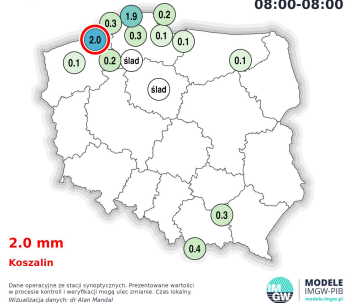 08:00-08:00
0.3
1.9
0.2
2.0
0.3
0.1
0.1
0.1
0.2
ślad
0.1
ślad
0.3
0.4
2.0 mm
Koszalin
Dane operacyjne ze stacji synoptycznych. Prezentowane wartości
w procesie kontroli i weryfikacji mogą ulec zmianie. Czas lokalny.
Wizualizacja danych: dr Alan Mandal
IM
GW
MODELE
IMGW-PIB
modele.imgw.pl